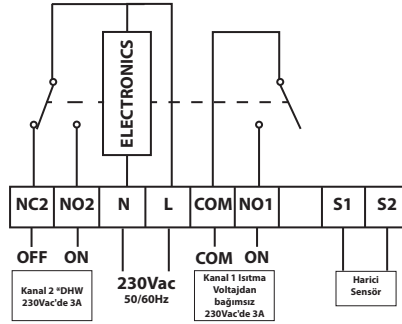 ELECTRONICS
NC2 NO2 N L COM NO1 S1 S2
OFF ON COM ON
230Vac
50/60Hz
Kanal 2 *DHW
230Vac'de 3A
Kanal 1 Isıtma
Voltajdan
bağımsız
230Vac'de 3A
Harici
Sensör